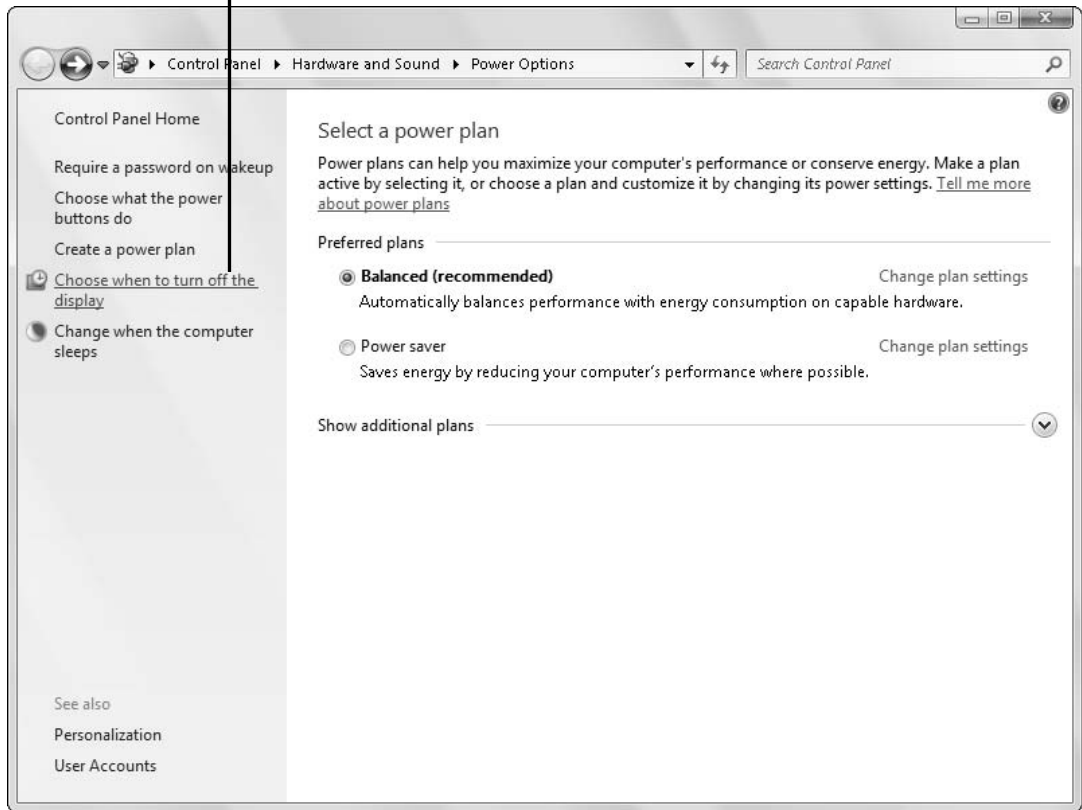 Control Panel Hardware and Sound Power Options
Search Control Panel
Control Panel Home
Require a password on wakeup
Choose what the power
buttons do
Create a power plan
Choose when to turn off the
display
Change when the computer
sleeps
See also
Personalization
User Accounts
Select a power plan
Power plans can help you maximize your computer's performance or conserve energy. Make a plan
active by selecting it, or choose a plan and customize it by changing its power settings. Tell me more
about power plans
Preferred plans
Balanced (recommended) Change plan settings
Automatically balances performance with energy consumption on capable hardware.
Power saver Change plan settings
Saves energy by reducing your computer's performance where possible.
Show additional plans